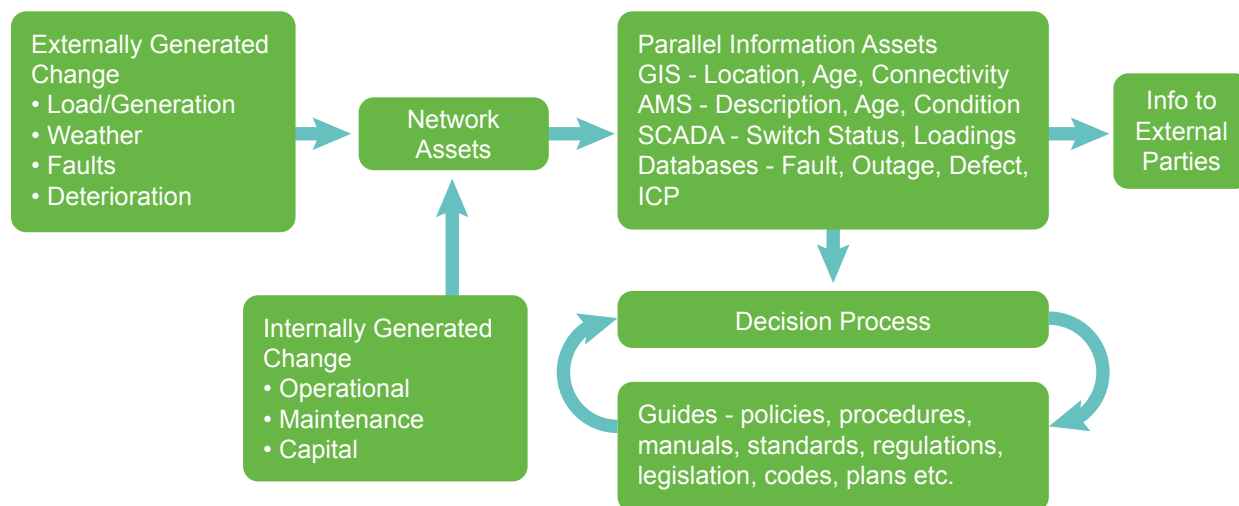 Externally Generated
Change
• Load/Generation
• Weather
• Faults
• Deterioration
Network
Assets
Parallel Information Assets
GIS - Location, Age, Connectivity
AMS - Description, Age, Condition
SCADA - Switch Status, Loadings
Databases - Fault, Outage, Defect,
ICP
Info to
External
Parties
Internally Generated
Change
• Operational
• Maintenance
• Capital
Decision Process
Guides - policies, procedures,
manuals, standards, regulations,
legislation, codes, plans etc.